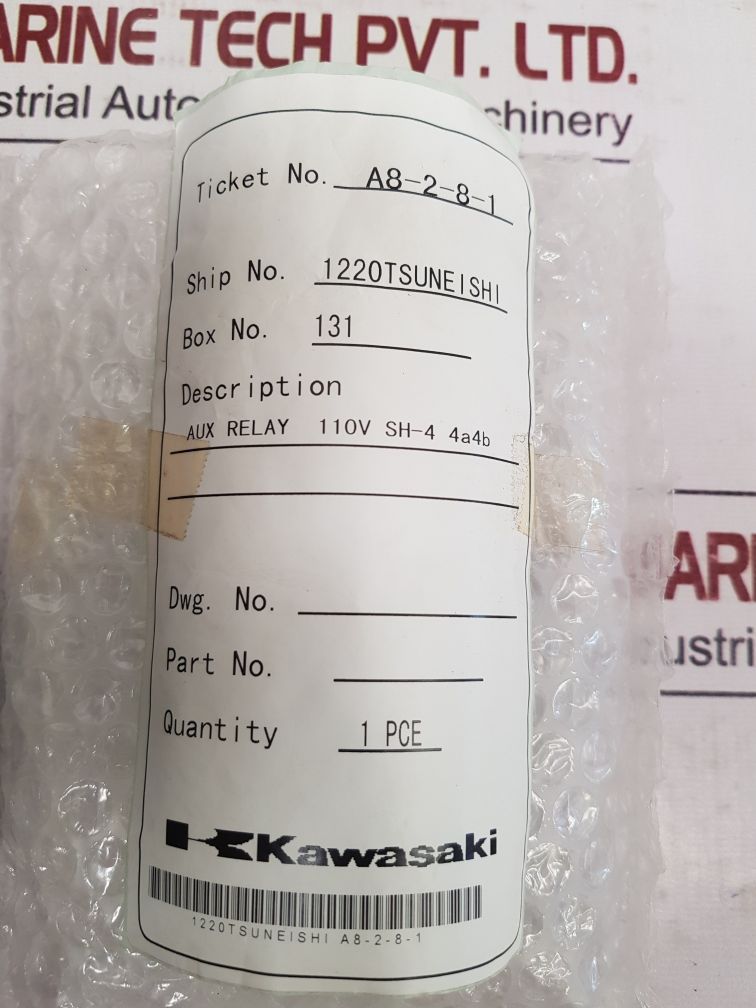 ARINE TECH PVT. LTD.
strial Auto chinery
Ticket No. A8-2-8-1
Ship No. 1220TSUNEISHI
Box No. 131
Description
AUX RELAY 110V SH-4 4a4b
Dwg. No.
Part No.
Quantity 1 PCE
Kawasaki
1220TSUNEISHI A8-2-8-1
ARI
ustri